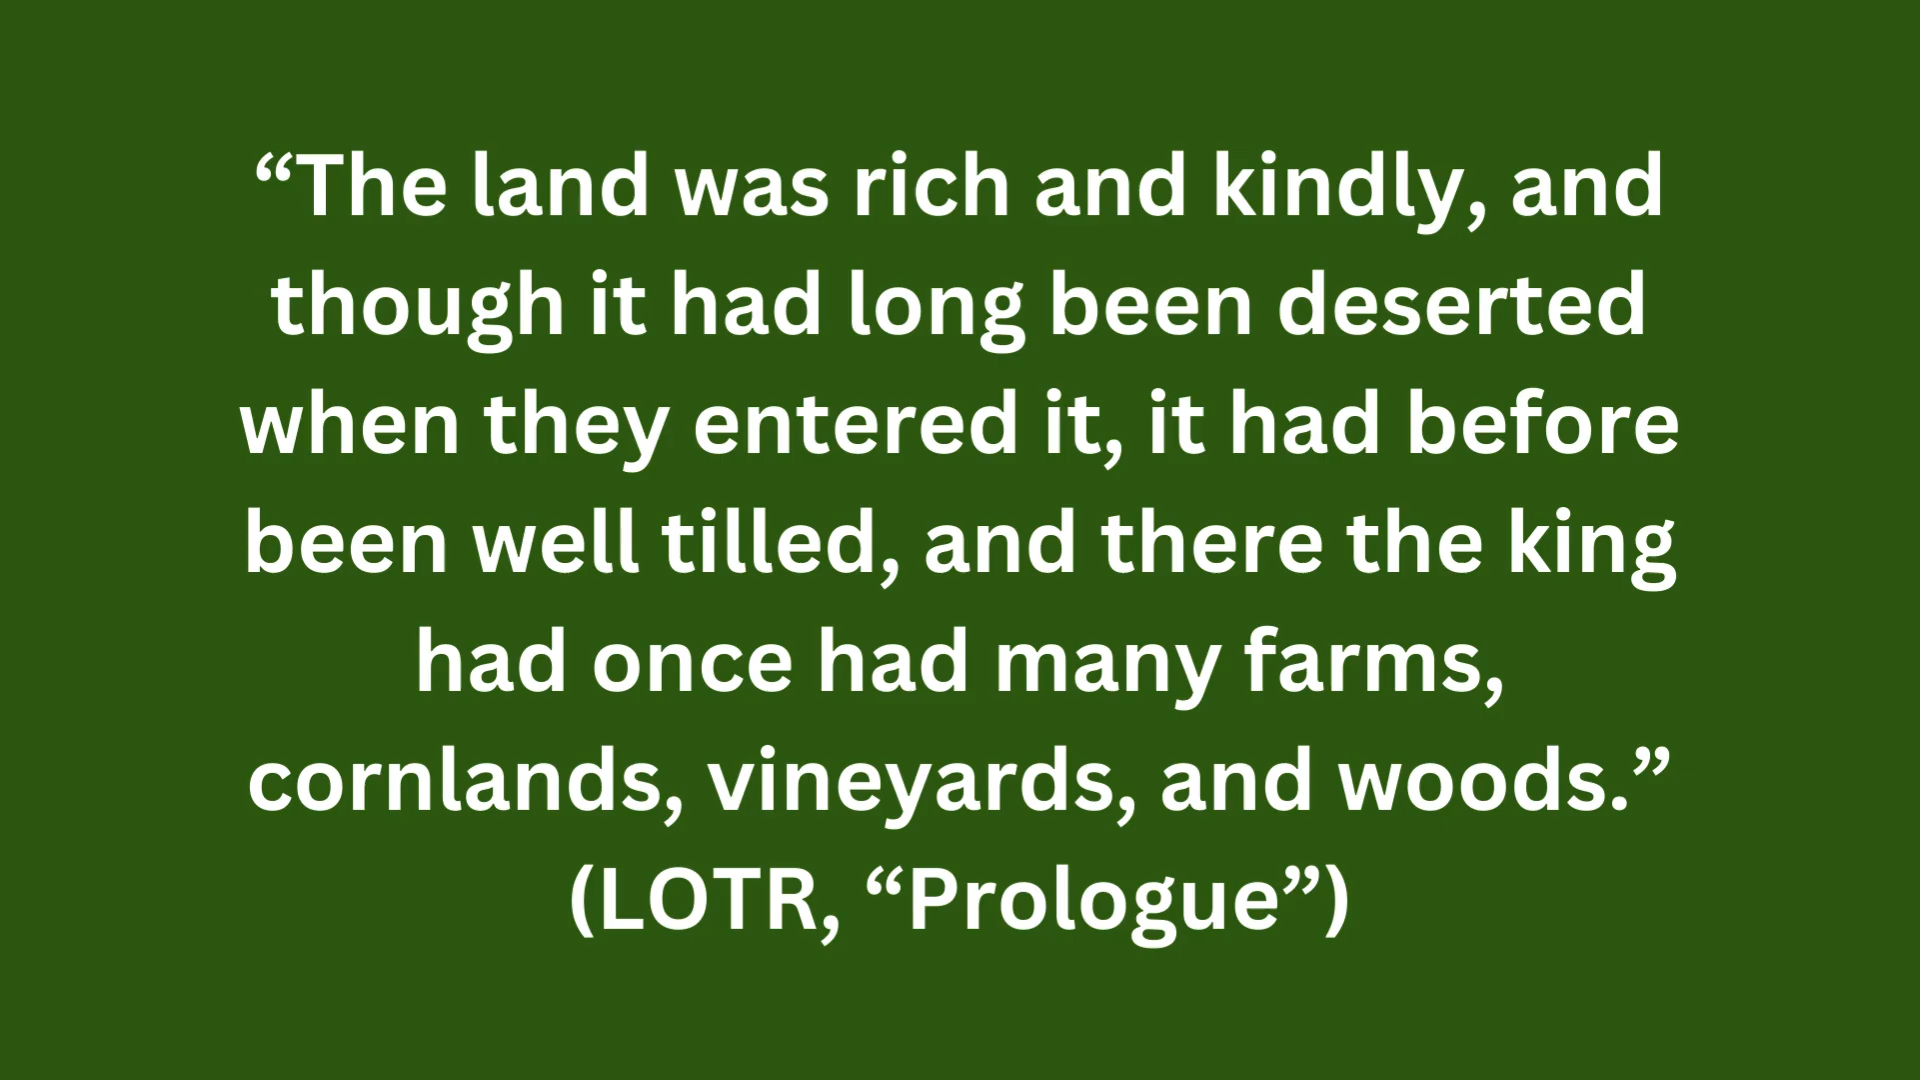 “The land was rich and kindly, and
though it had long been deserted
when they entered it, it had before
been well tilled, and there the king
had once had many farms,
cornlands, vineyards, and woods.”
(LOTR, “Prologue”)